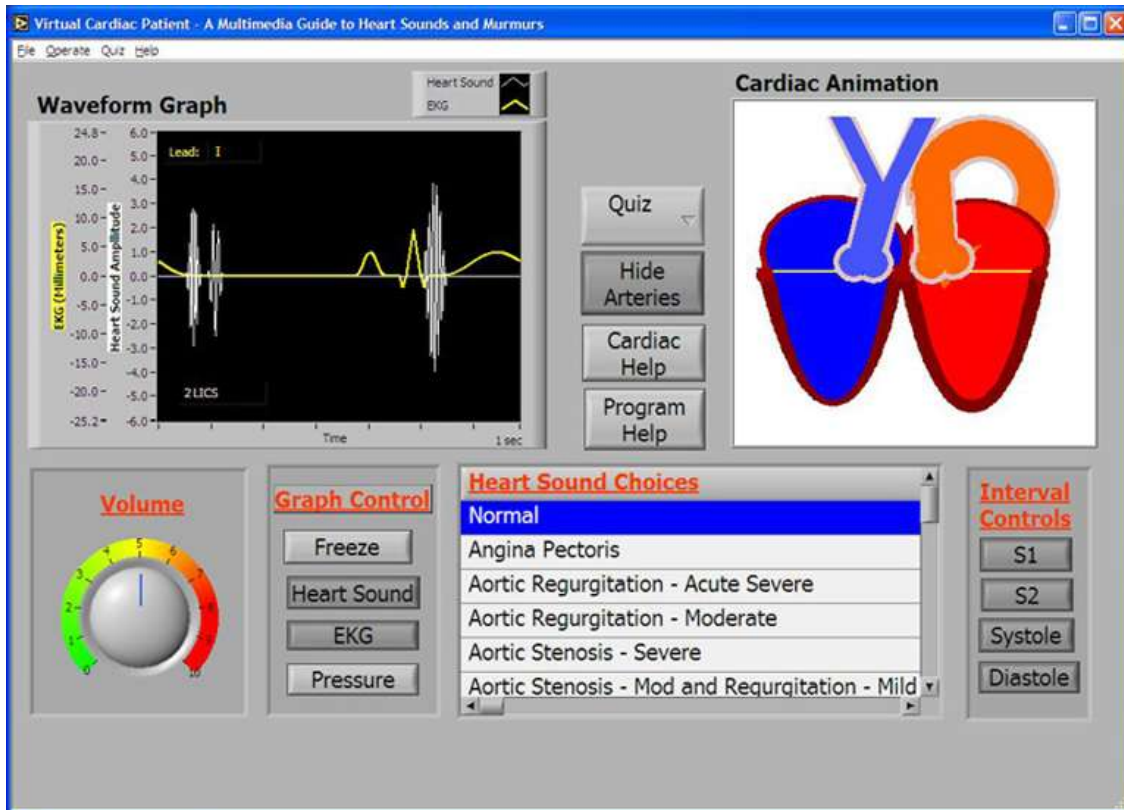 Virtual Cardiac Patient - A Multimedia Guide to Heart Sounds and Murmurs
File Operate Quiz Help
Waveform Graph
Heart Sound
EKG
EKG (Millimeters)
24.8
20.0
15.0
10.0
5.0
0.0
-5.0
-10.0
-15.0
-20.0
-25.2
Heart Sound Amplitude
6.0
5.0
4.0
3.0
2.0
1.0
0.0
-1.0
-2.0
-3.0
-4.0
-5.0
-6.0
Lead: I
2 LICS
Time
1 sec
Quiz
Hide
Arteries
Cardiac
Help
Program
Help
Cardiac Animation
Volume
0
1
2
3
4
5
6
7
8
9
10
Graph Control
Freeze
Heart Sound
EKG
Pressure
Heart Sound Choices
Normal
Angina Pectoris
Aortic Regurgitation - Acute Severe
Aortic Regurgitation - Moderate
Aortic Stenosis - Severe
Aortic Stenosis - Mod and Regurgitation - Mild
Interval
Controls
S1
S2
Systole
Diastole